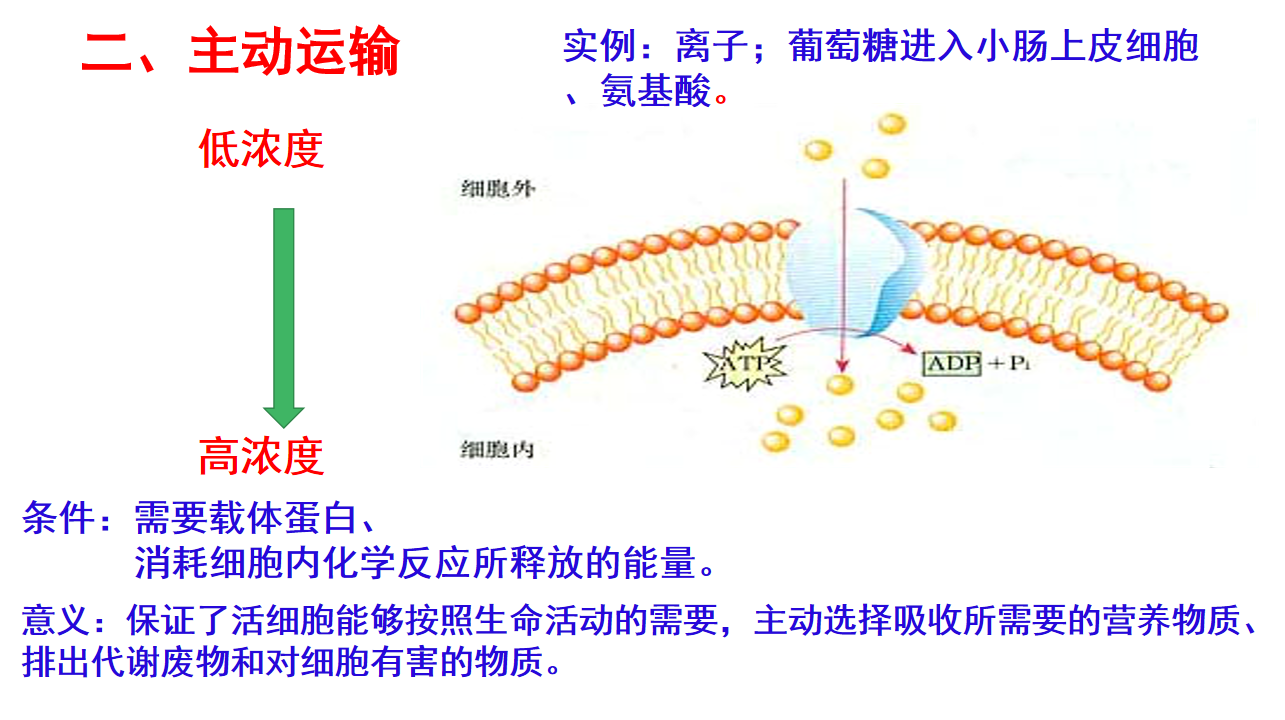 二、主动运输
实例：离子；葡萄糖进入小肠上皮细胞
、氨基酸。
低浓度
细胞外
ATP
ADP + Pi
高浓度
细胞内
条件：需要载体蛋白、
消耗细胞内化学反应所释放的能量。
意义：保证了活细胞能够按照生命活动的需要，主动选择吸收所需要的营养物质、
排出代谢废物和对细胞有害的物质。